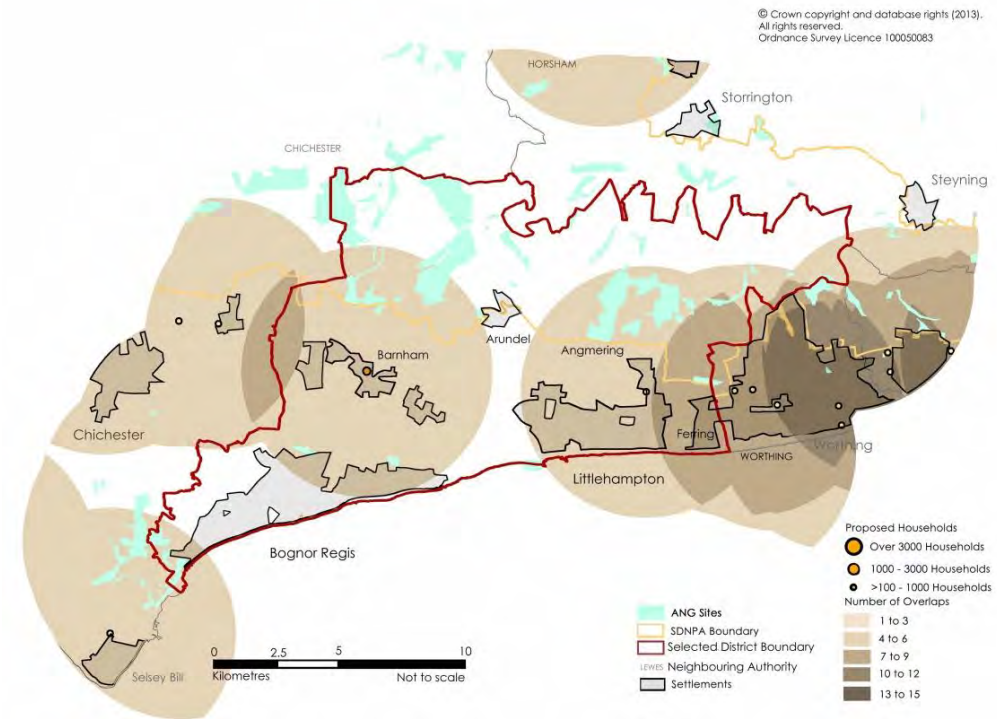 © Crown copyright and database rights (2013).
All rights reserved.
Ordnance Survey Licence 100050083
HORSHAM
Storrington
CHICHESTER
Steyning
Arundel
Barnham
Angmering
Chichester
Ferring
Worthing
WORTHING
Littlehampton
Bognor Regis
Selsey Bill
0 2.5 5 10
Kilometres Not to scale
Proposed Households
Over 3000 Households
1000 - 3000 Households
>100 - 1000 Households
Number of Overlaps
1 to 3
4 to 6
7 to 9
10 to 12
13 to 15
ANG Sites
SDNPA Boundary
Selected District Boundary
LEWES Neighbouring Authority
Settlements